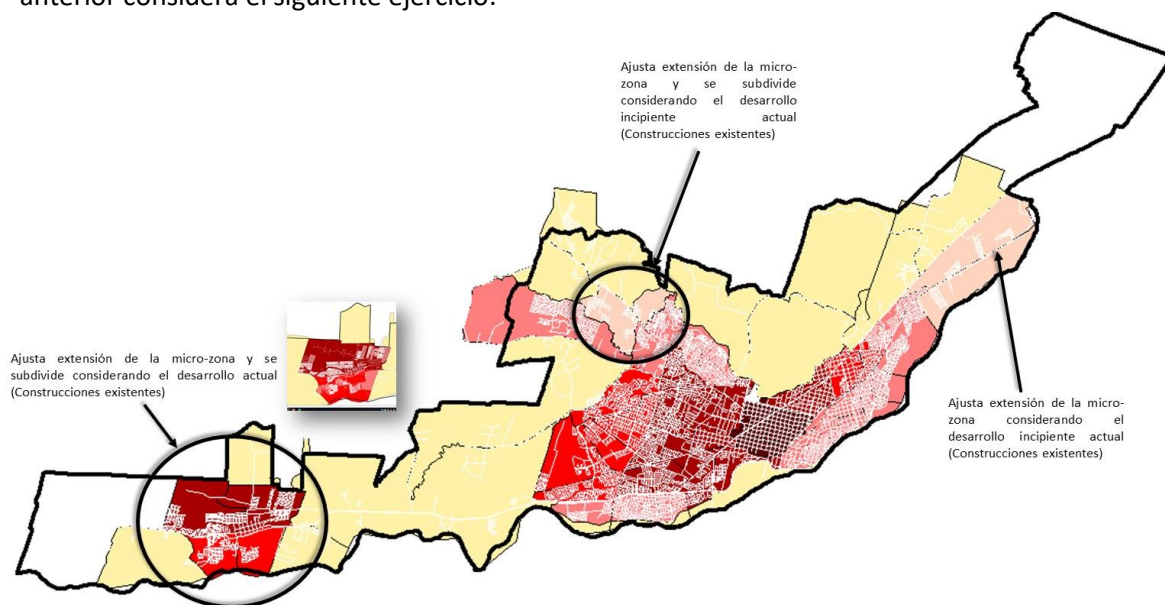 anterior considera el siguiente ejercicio:
Ajusta extensión de la micro-
zona y se subdivide
considerando el desarrollo
incipiente actual
(Construcciones existentes)
Ajusta extensión de la micro-zona y se
subdivide considerando el desarrollo actual
(Construcciones existentes)
Ajusta extensión de la micro-
zona considerando el
desarrollo incipiente actual
(Construcciones existentes)